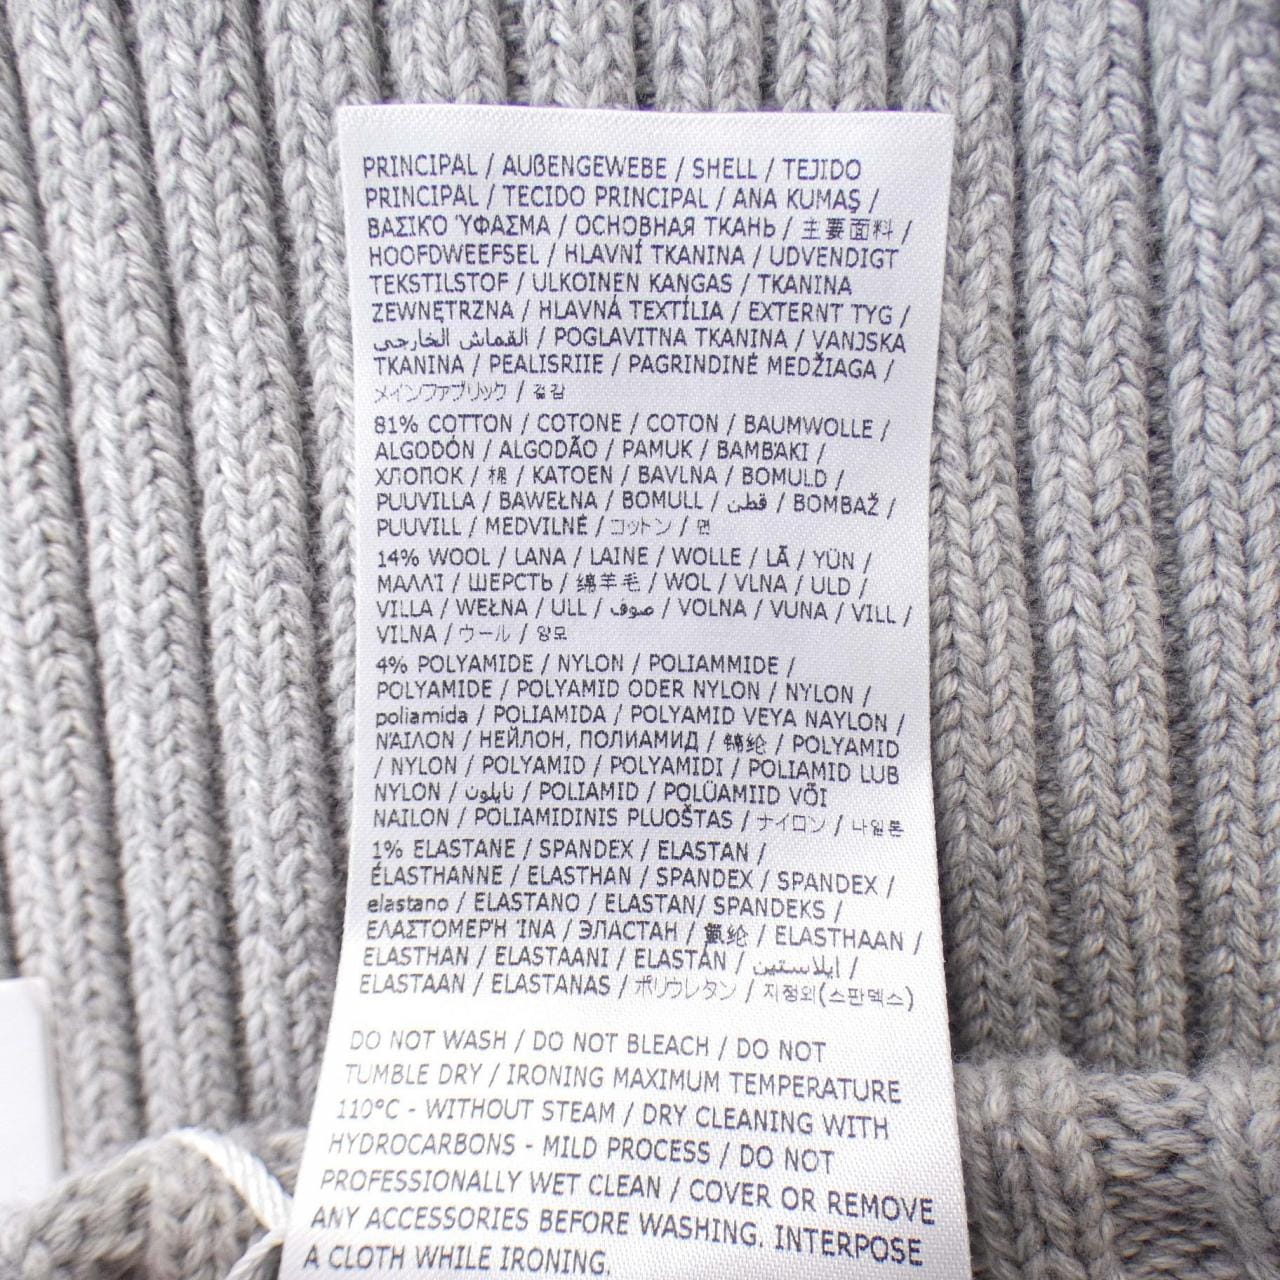 PRINCIPAL / AUßENGEWEBE / SHELL / TEJIDO
PRINCIPAL / TECIDO PRINCIPAL / ANA KUMAŞ /
ΒΑΣΙΚΌ ΎΦΑΣΜΑ / ОСНОВНАЯ ТКАНЬ / 主要面料 /
HOOFDWEEFSEL / HLAVNÍ TKANINA / UDVENDIGT
TEKSTILSTOF / ULKOINEN KANGAS / TKANINA
ZEWNĘTRZNA / HLAVNÁ TEXTÍLIA / EXTERNT TYG /
القماش الخارجي / POGLAVITNA TKANINA / VANJSKA
TKANINA / PEALISRIIE / PAGRINDINĖ MEDŽIAGA /
メインファブリック / 겉감
81% COTTON / COTONE / COTON / BAUMWOLLE /
ALGODÓN / ALGODÃO / PAMUK / ΒΑΜΒΆΚΙ /
ХЛОПОК / 棉 / KATOEN / BAVLNA / BOMULD /
PUUVILLA / BAWEŁNA / BOMULL / قطن / BOMBAŽ /
PUUVILL / MEDVILNĖ / コットン / 면
14% WOOL / LANA / LAINE / WOLLE / LÃ / YÜN /
ΜΑΛΛΊ / ШЕРСТЬ / 绵羊毛 / WOL / VLNA / ULD /
VILLA / WEŁNA / ULL / صوف / VOLNA / VUNA / VILL /
VILNA / ウール / 양모
4% POLYAMIDE / NYLON / POLIAMMIDE /
POLYAMIDE / POLYAMID ODER NYLON / NYLON /
poliamida / POLIAMIDA / POLYAMID VEYA NAYLON /
ΝΆΙΛΟΝ / НЕЙЛОН, ПОЛИАМИД / 锦纶 / POLYAMID
/ NYLON / POLYAMID / POLYAMIDI / POLIAMID LUB
NYLON / نايلون / POLIAMID / POLÜAMIID VÕI
NAILON / POLIAMIDINIS PLUOŠTAS / ナイロン / 나일론
1% ELASTANE / SPANDEX / ELASTAN /
ÉLASTHANNE / ELASTHAN / SPANDEX / SPANDEX /
elastano / ELASTANO / ELASTAN/ SPANDEKS /
ΕΛΑΣΤΟΜΕΡΉ ΊΝΑ / ЭЛАСТАН / 氨纶 / ELASTHAAN /
ELASTHAN / ELASTAANI / ELASTÁN / ايلاستين /
ELASTAAN / ELASTANAS / ポリウレタン / 지정외(스판덱스)
DO NOT WASH / DO NOT BLEACH / DO NOT
TUMBLE DRY / IRONING MAXIMUM TEMPERATURE
110°C - WITHOUT STEAM / DRY CLEANING WITH
HYDROCARBONS - MILD PROCESS / DO NOT
PROFESSIONALLY WET CLEAN / COVER OR REMOVE
ANY ACCESSORIES BEFORE WASHING. INTERPOSE
A CLOTH WHILE IRONING.